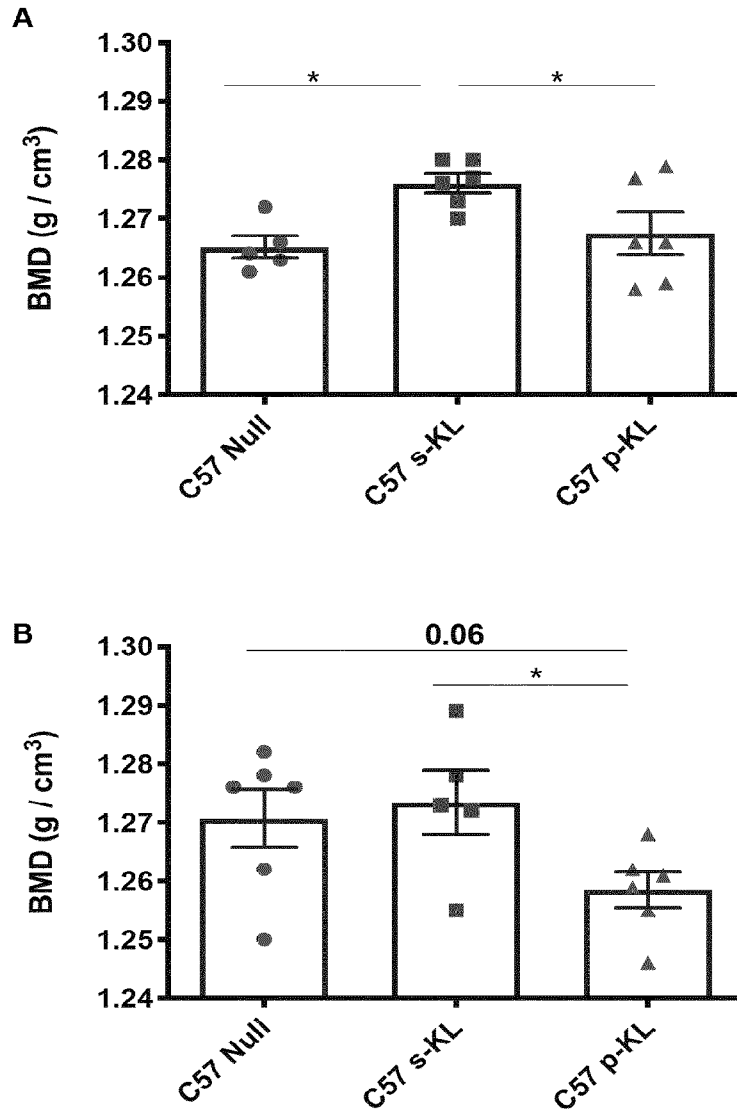 A
1.30
1.29
1.28
1.27
1.26
1.25
1.24
BMD (g / cm³)
*
*
C57 Null
C57 s-KL
C57 p-KL
B
1.30
1.29
1.28
1.27
1.26
1.25
1.24
BMD (g / cm³)
0.06
*
C57 Null
C57 s-KL
C57 p-KL